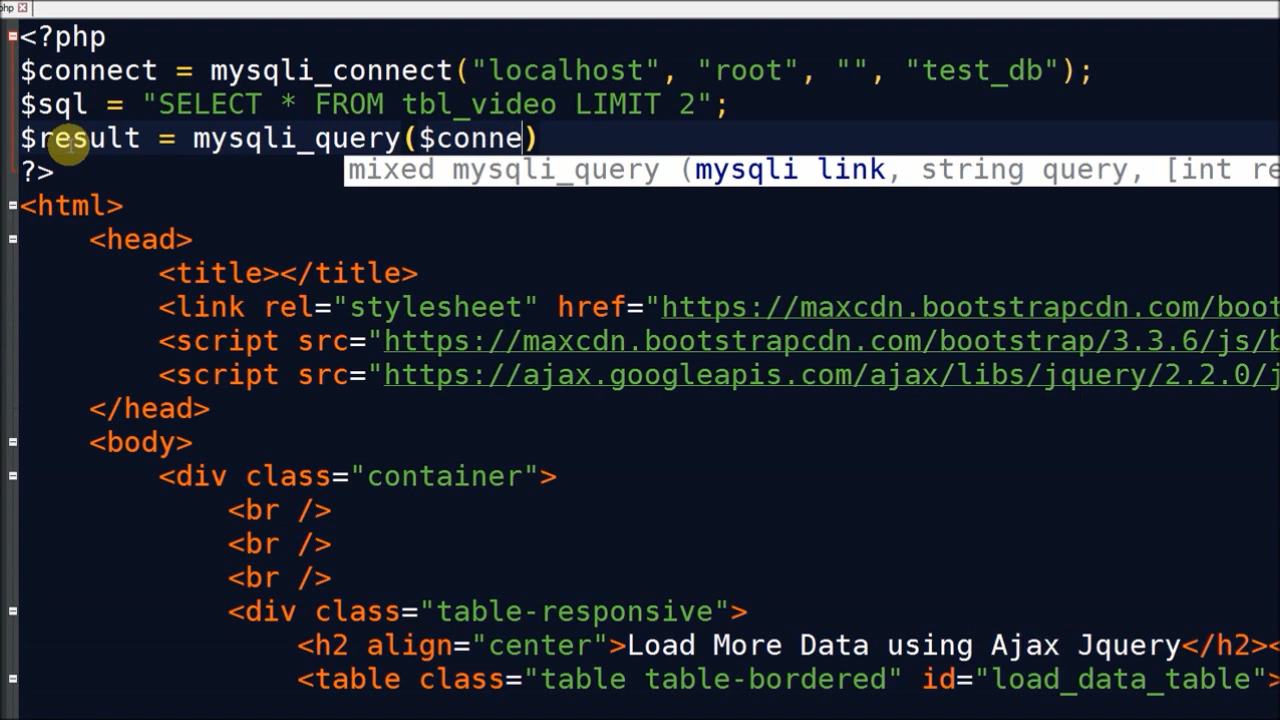 php
<?php
$connect = mysqli_connect("localhost", "root", "", "test_db");
$sql = "SELECT * FROM tbl_video LIMIT 2";
$result = mysqli_query($conne)
mixed mysqli_query (mysqli link, string query, [int re
?>
<html>
<head>
<title></title>
<link rel="stylesheet" href="https://maxcdn.bootstrapcdn.com/boot
<script src="https://maxcdn.bootstrapcdn.com/bootstrap/3.3.6/js/b
<script src="https://ajax.googleapis.com/ajax/libs/jquery/2.2.0/j
</head>
<body>
<div class="container">
<br />
<br />
<br />
<div class="table-responsive">
<h2 align="center">Load More Data using Ajax Jquery</h2><
<table class="table table-bordered" id="load_data_table">